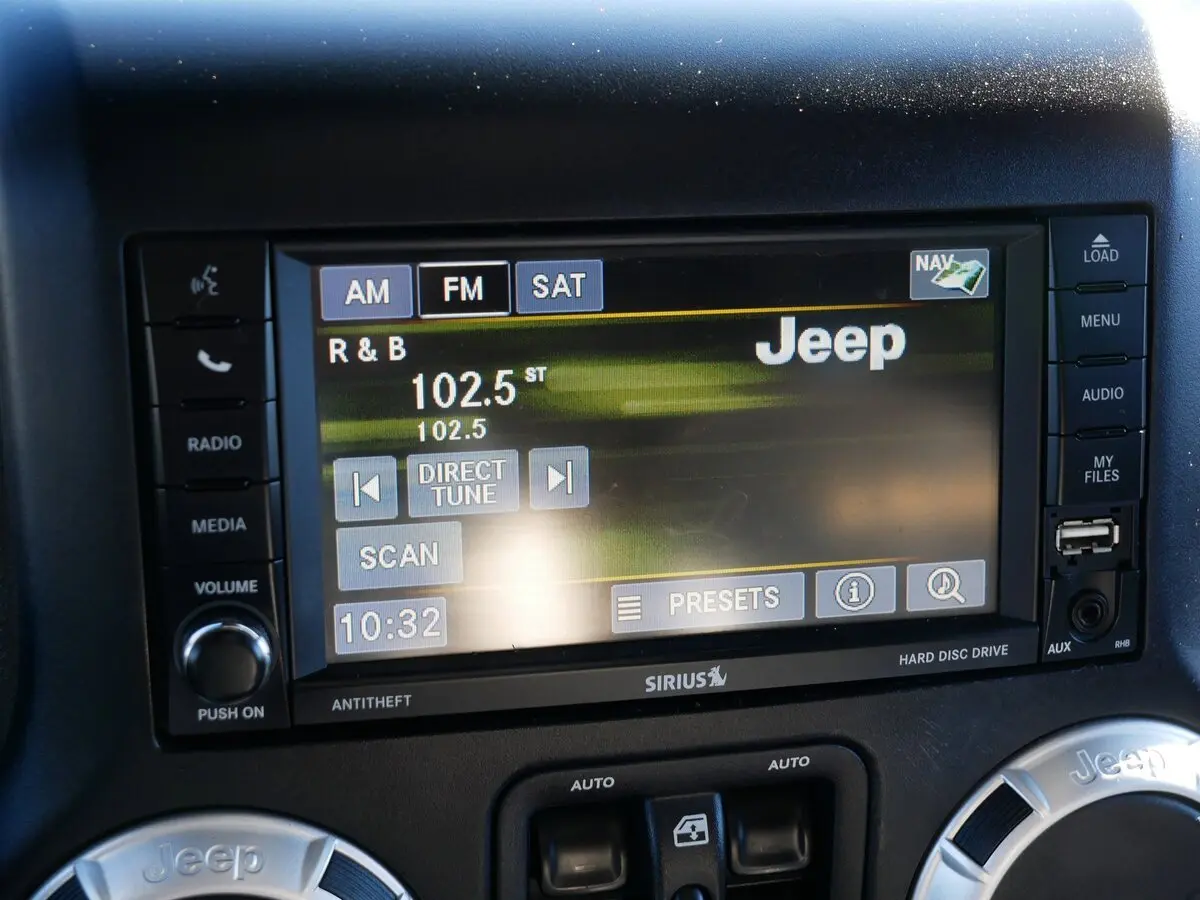 LOAD
MENU
AUDIO
MY
FILES
AUX
RHB
RADIO
MEDIA
VOLUME
PUSH ON
AM
FM
SAT
NAV
R & B
Jeep
102.5 ST
102.5
DIRECT
TUNE
SCAN
10:32
PRESETS
i
ANTITHEFT
SIRIUS
HARD DISC DRIVE
AUTO
AUTO
Jeep
Jeep